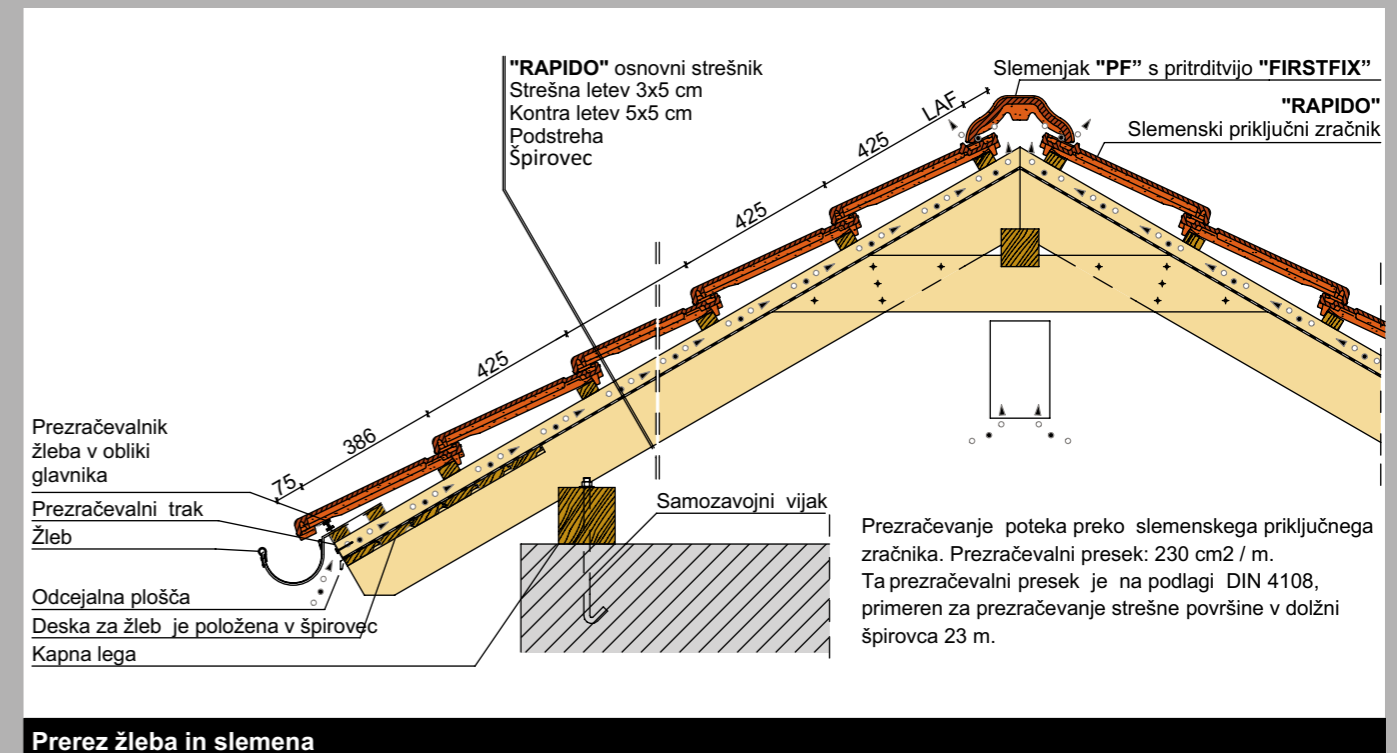 "RAPIDO" osnovni strešnik
Strešna letev 3x5 cm
Kontra letev 5x5 cm
Podstreha
Špirovec
Slemenjak "PF” s pritrditvijo "FIRSTFIX”
"RAPIDO"
Slemenski priključni zračnik
LAF
425
425
425
386
75
Prezračevalnik
žleba v obliki
glavnika
Prezračevalni trak
Žleb
Odcejalna plošča
Deska za žleb je položena v špirovec
Kapna lega
Samozavojni vijak
Prezračevanje poteka preko slemenskega priključnega
zračnika. Prezračevalni presek: 230 cm2 / m.
Ta prezračevalni presek je na podlagi DIN 4108,
primeren za prezračevanje strešne površine v dolžni
špirovca 23 m.
Prerez žleba in slemena